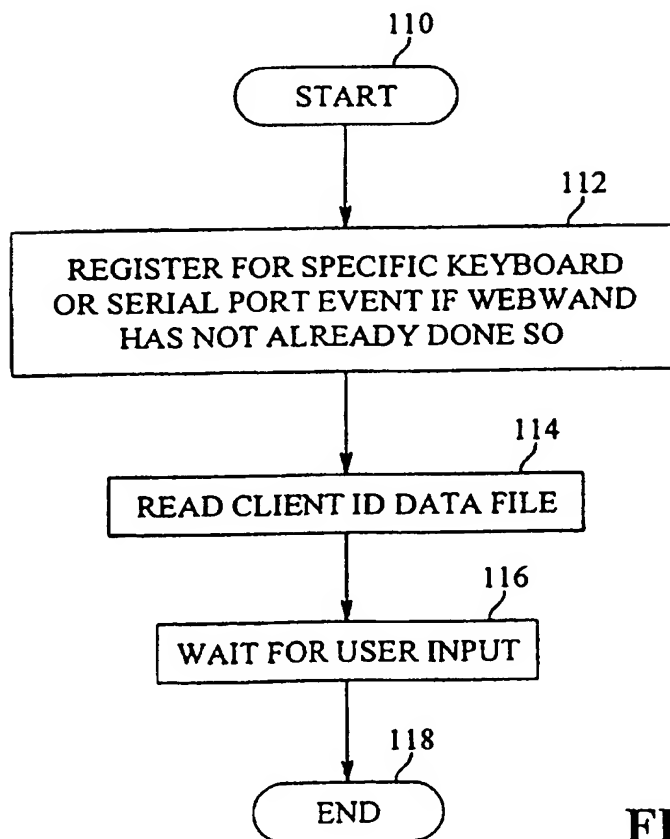 110
START
112
REGISTER FOR SPECIFIC KEYBOARD
OR SERIAL PORT EVENT IF WEBWAND
HAS NOT ALREADY DONE SO
114
READ CLIENT ID DATA FILE
116
WAIT FOR USER INPUT
118
END